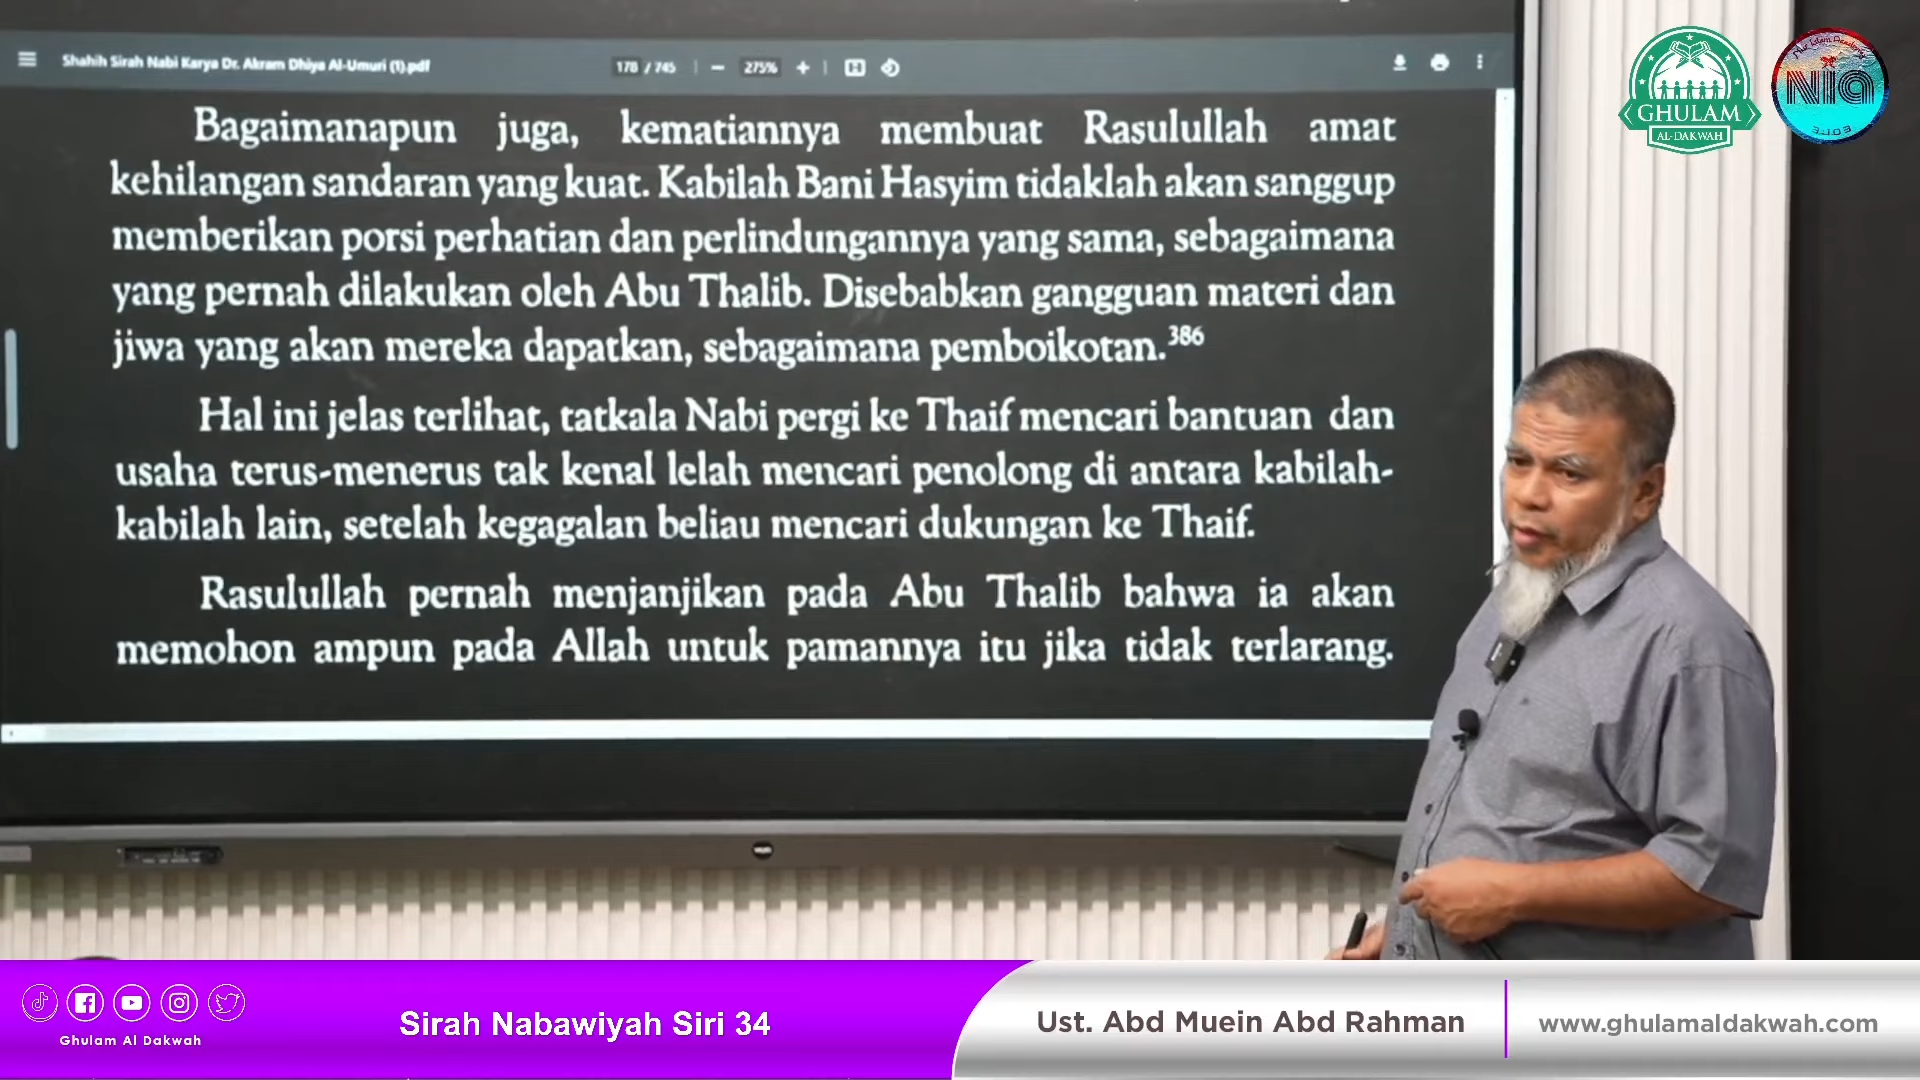 Shahih Sirah Nabi Karya Dr. Akram Dhiya Al-Umuri (1).pdf
178 / 745
275%
Bagaimanapun juga, kematiannya membuat Rasulullah amat
kehilangan sandaran yang kuat. Kabilah Bani Hasyim tidaklah akan sanggup
memberikan porsi perhatian dan perlindungannya yang sama, sebagaimana
yang pernah dilakukan oleh Abu Thalib. Disebabkan gangguan materi dan
jiwa yang akan mereka dapatkan, sebagaimana pemboikotan.386
Hal ini jelas terlihat, tatkala Nabi pergi ke Thaif mencari bantuan dan
usaha terus-menerus tak kenal lelah mencari penolong di antara kabilah-
kabilah lain, setelah kegagalan beliau mencari dukungan ke Thaif.
Rasulullah pernah menjanjikan pada Abu Thalib bahwa ia akan
memohon ampun pada Allah untuk pamannya itu jika tidak terlarang.
GHULAM
AL-DAKWAH
Nur Islam Academy
NIA
Ghulam Al Dakwah
Sirah Nabawiyah Siri 34
Ust. Abd Muein Abd Rahman
www.ghulamaldakwah.com